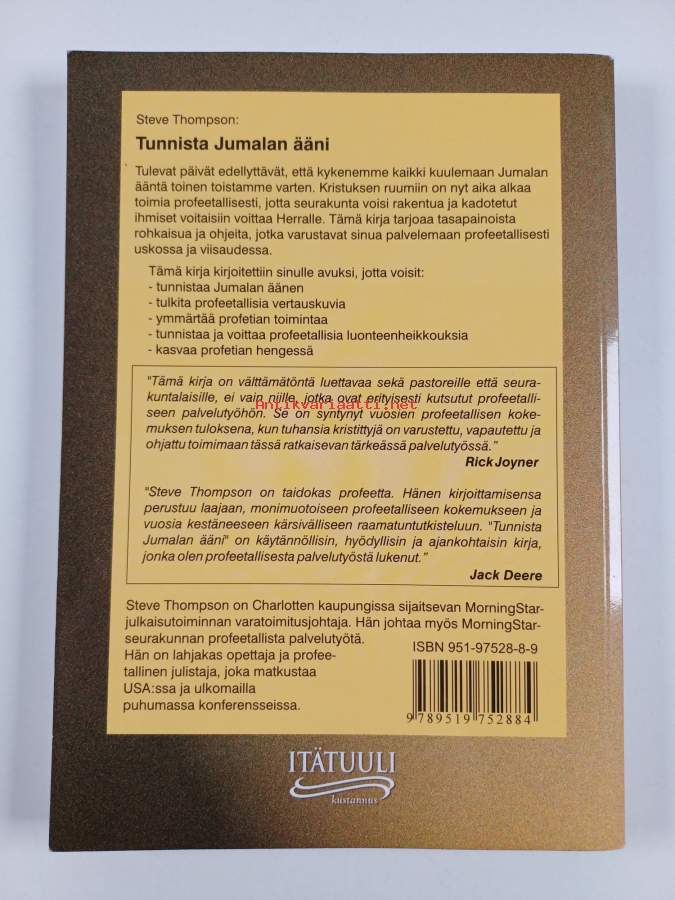 Steve Thompson:
Tunnista Jumalan ääni
Tulevat päivät edellyttävät, että kykenemme kaikki kuulemaan Jumalan
ääntä toinen toistamme varten. Kristuksen ruumiin on nyt aika alkaa
toimia profeetallisesti, jotta seurakunta voisi rakentua ja kadotetut
ihmiset voitaisiin voittaa Herralle. Tämä kirja tarjoaa tasapainoista
rohkaisua ja ohjeita, jotka varustavat sinua palvelemaan profeetallisesti
uskossa ja viisaudessa.
Tämä kirja kirjoitettiin sinulle avuksi, jotta voisit:
- tunnistaa Jumalan äänen
- tulkita profeetallisia vertauskuvia
- ymmärtää profetian toimintaa
- tunnistaa ja voittaa profeetallisia luonteenheikkouksia
- kasvaa profetian hengessä
"Tämä kirja on välttämätöntä luettavaa sekä pastoreille että seura-
kuntalaisille, ei vain niille, jotka ovat erityisesti kutsutut profeetalli-
Antikvariaatti.net
seen palvelutyöhön. Se on syntynyt vuosien profeetallisen koke-
muksen tuloksena, kun tuhansia kristittyjä on varustettu, vapautettu ja
ohjattu toimimaan tässä ratkaisevan tärkeässä palvelutyössä."
Rick Joyner
"Steve Thompson on taidokas profeetta. Hänen kirjoittamisensa
perustuu laajaan, monimuotoiseen profeetalliseen kokemukseen ja
vuosia kestäneeseen kärsivälliseen raamatuntutkisteluun. "Tunnista
Jumalan ääni" on käytännöllisin, hyödyllisin ja ajankohtaisin kirja,
jonka olen profeetallisesta palvelutyöstä lukenut."
Jack Deere
Steve Thompson on Charlotten kaupungissa sijaitsevan MorningStar-
julkaisutoiminnan varatoimitusjohtaja. Hän johtaa myös MorningStar-
seurakunnan profeetallista palvelutyötä.
Hän on lahjakas opettaja ja profee-
tallinen julistaja, joka matkustaa
USA:ssa ja ulkomailla
puhumassa konferensseissa.
ISBN 951-97528-8-9
9 789519 752884
ITÄTUULI
kustannus